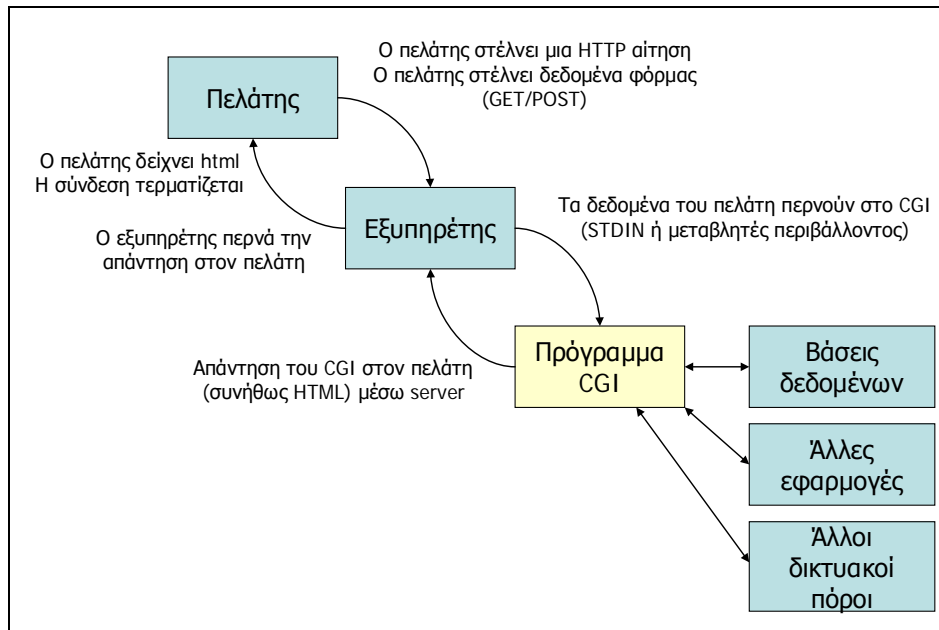 Ο πελάτης στέλνει μια HTTP αίτηση
Ο πελάτης στέλνει δεδομένα φόρμας
(GET/POST)
Πελάτης
Ο πελάτης δείχνει html
Η σύνδεση τερματίζεται
Εξυπηρέτης
Τα δεδομένα του πελάτη περνούν στο CGI
(STDIN ή μεταβλητές περιβάλλοντος)
Ο εξυπηρέτης περνά την
απάντηση στον πελάτη
Απάντηση του CGI στον πελάτη
(συνήθως HTML) μέσω server
Πρόγραμμα
CGI
Βάσεις
δεδομένων
Άλλες
εφαρμογές
Άλλοι
δικτυακοί
πόροι